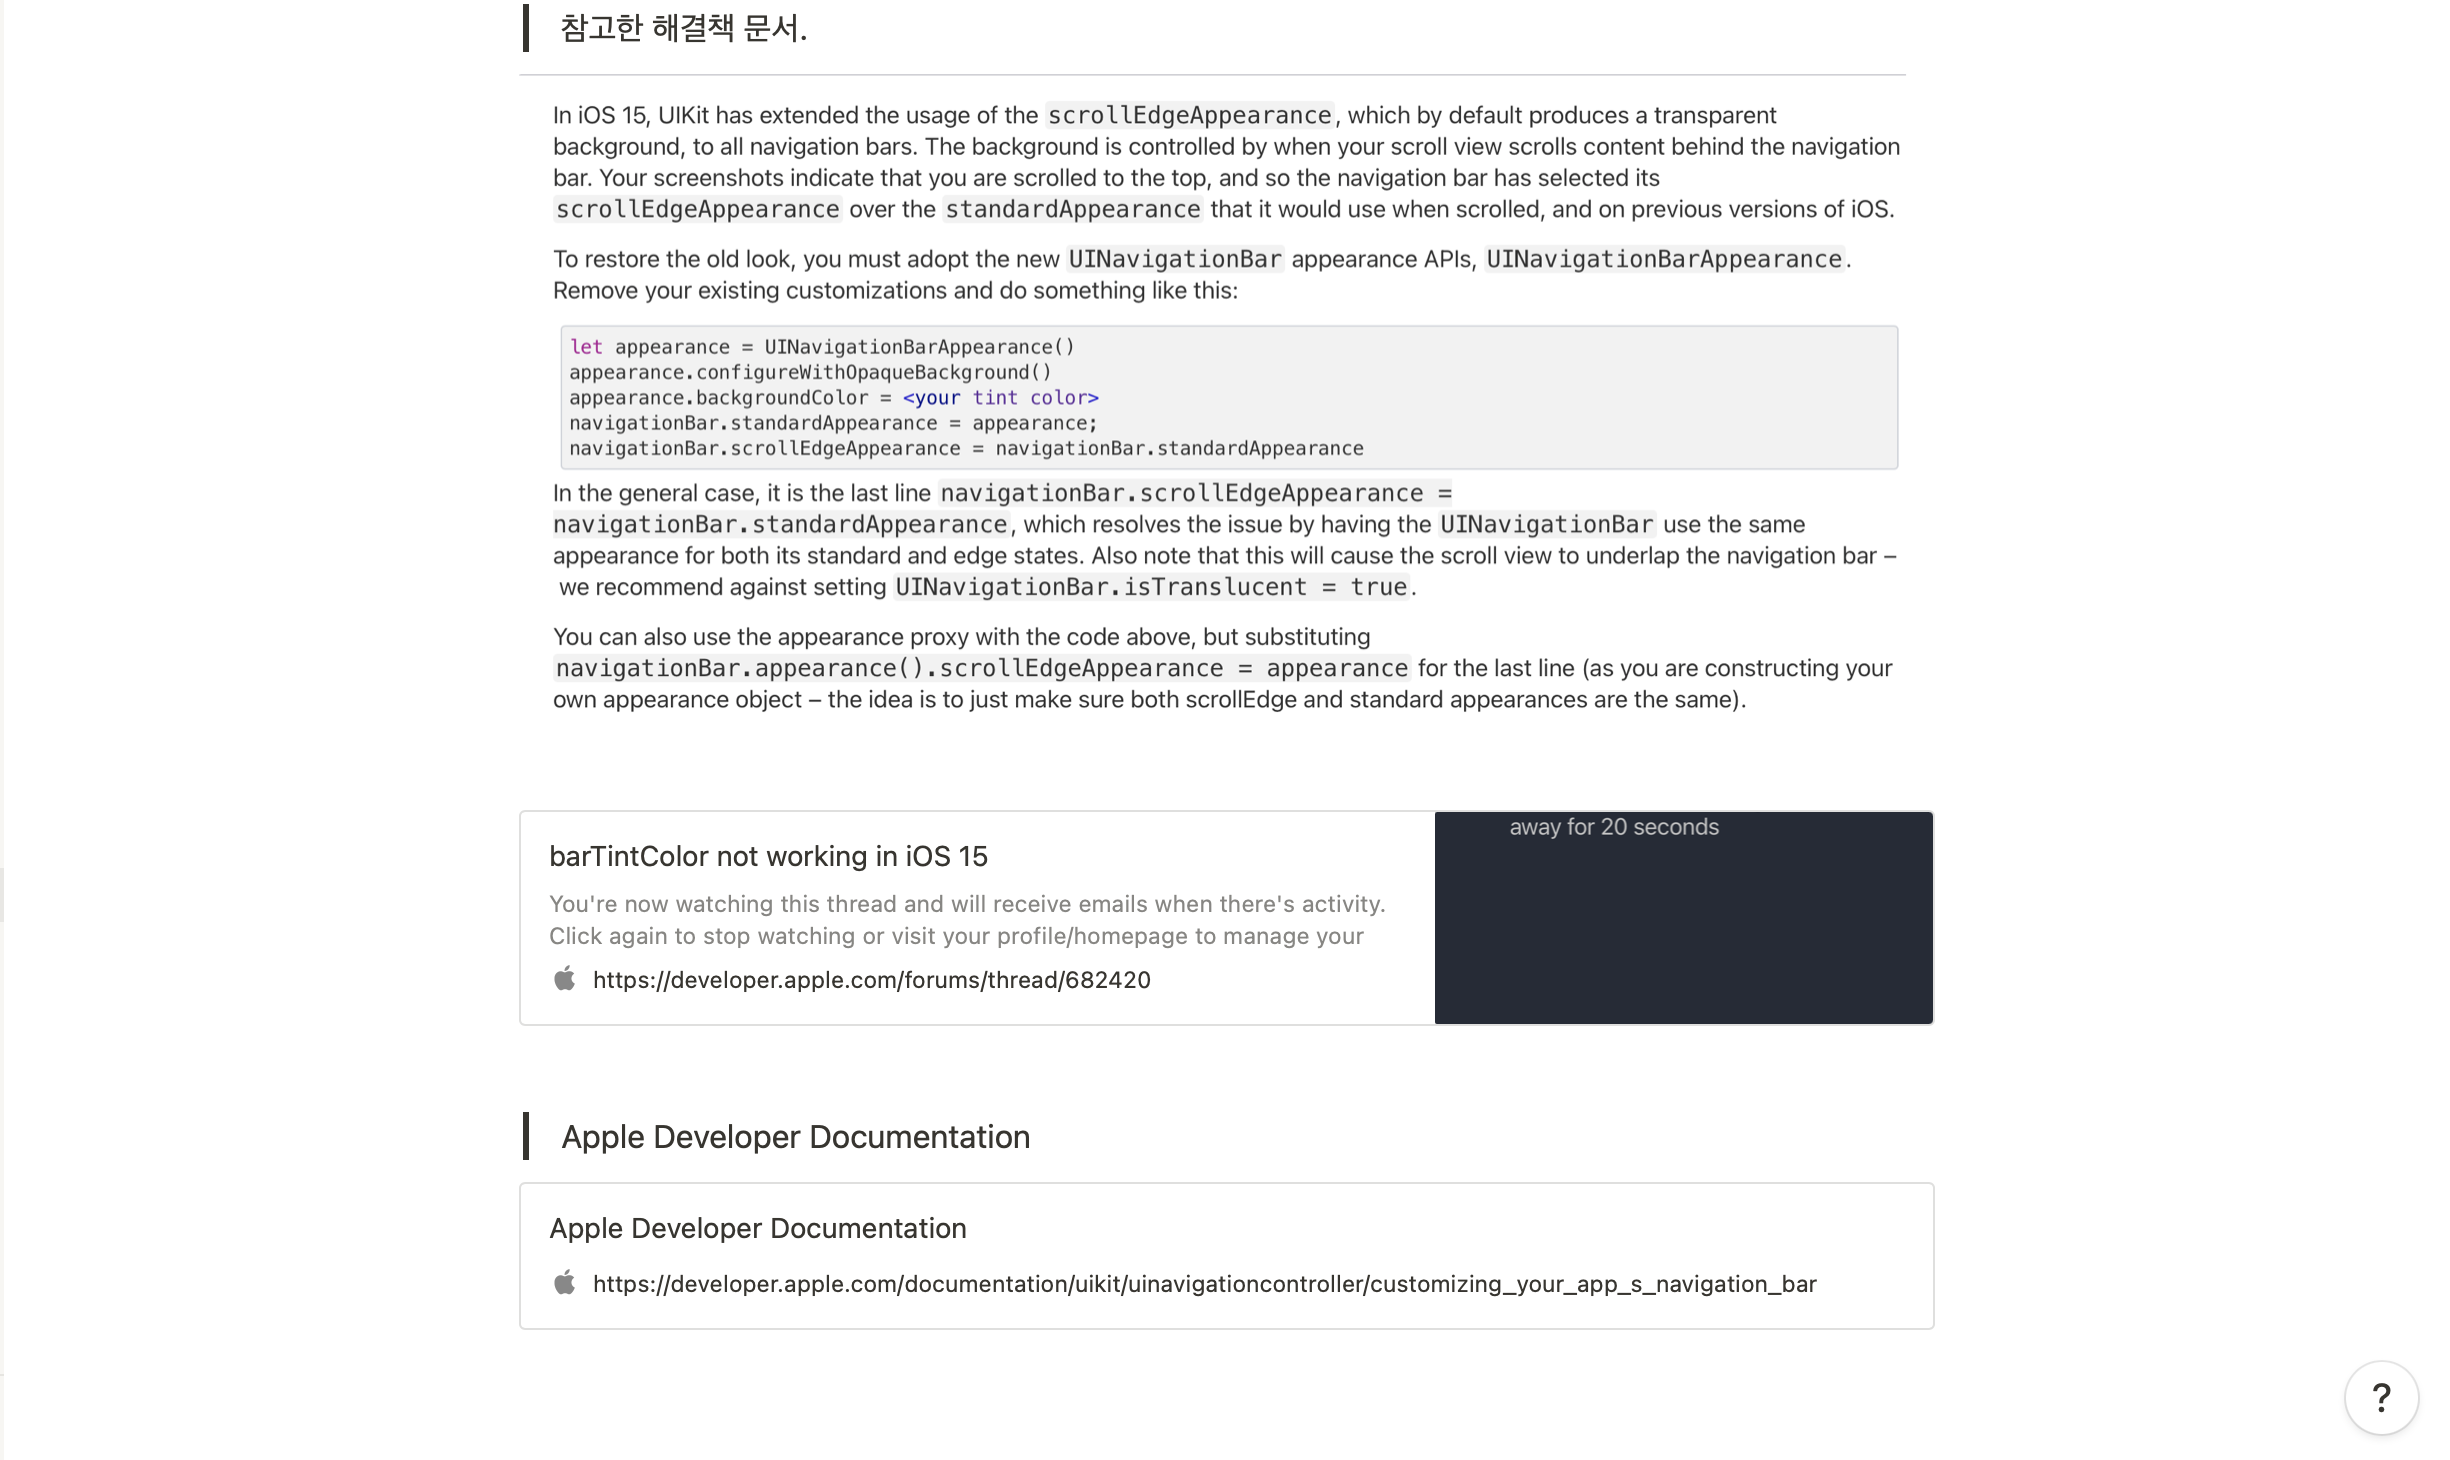 참고한 해결책 문서.
In iOS 15, UIKit has extended the usage of the scrollEdgeAppearance, which by default produces a transparent
background, to all navigation bars. The background is controlled by when your scroll view scrolls content behind the navigation
bar. Your screenshots indicate that you are scrolled to the top, and so the navigation bar has selected its
scrollEdgeAppearance over the standardAppearance that it would use when scrolled, and on previous versions of iOS.
To restore the old look, you must adopt the new UINavigationBar appearance APIs, UINavigationBarAppearance.
Remove your existing customizations and do something like this:
let appearance = UINavigationBarAppearance()
appearance.configureWithOpaqueBackground()
appearance.backgroundColor = <your tint color>
navigationBar.standardAppearance = appearance;
navigationBar.scrollEdgeAppearance = navigationBar.standardAppearance
In the general case, it is the last line navigationBar.scrollEdgeAppearance =
navigationBar.standardAppearance, which resolves the issue by having the UINavigationBar use the same
appearance for both its standard and edge states. Also note that this will cause the scroll view to underlap the navigation bar –
we recommend against setting UINavigationBar.isTranslucent = true.
You can also use the appearance proxy with the code above, but substituting
navigationBar.appearance().scrollEdgeAppearance = appearance for the last line (as you are constructing your
own appearance object – the idea is to just make sure both scrollEdge and standard appearances are the same).
barTintColor not working in iOS 15
You're now watching this thread and will receive emails when there's activity.
Click again to stop watching or visit your profile/homepage to manage your
https://developer.apple.com/forums/thread/682420
away for 20 seconds
Apple Developer Documentation
Apple Developer Documentation
https://developer.apple.com/documentation/uikit/uinavigationcontroller/customizing_your_app_s_navigation_bar
?